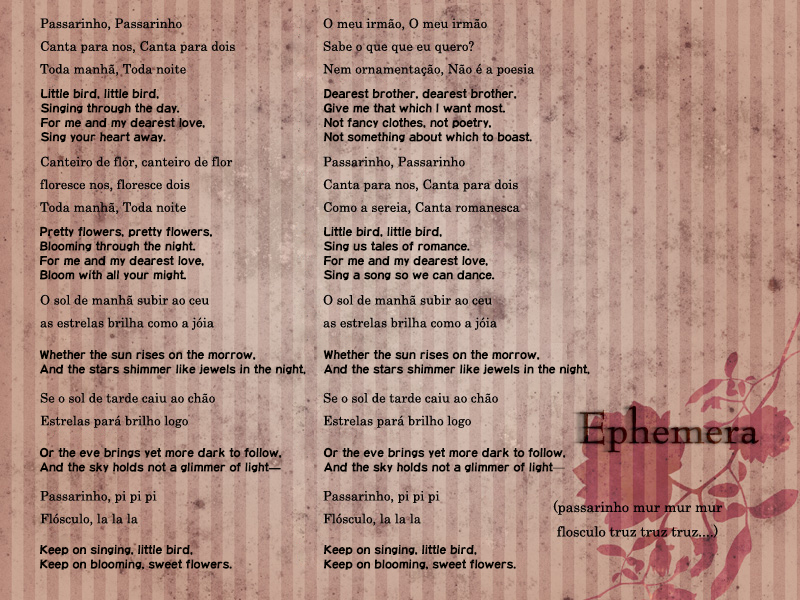 Passarinho, Passarinho
Canta para nos, Canta para dois
Toda manhã, Toda noite
Little bird, little bird,
Singing through the day.
For me and my dearest love,
Sing your heart away.
Canteiro de flor, canteiro de flor
floresce nos, floresce dois
Toda manhã, Toda noite
Pretty flowers, pretty flowers,
Blooming through the night.
For me and my dearest love,
Bloom with all your might.
O sol de manhã subir ao ceu
as estrelas brilha como a jóia
Whether the sun rises on the morrow,
And the stars shimmer like jewels in the night,
Se o sol de tarde caiu ao chão
Estrelas pará brilho logo
Or the eve brings yet more dark to follow,
And the sky holds not a glimmer of light—
Passarinho, pi pi pi
Flósculo, la la la
Keep on singing, little bird,
Keep on blooming, sweet flowers.
O meu irmão, O meu irmão
Sabe o que que eu quero?
Nem ornamentação, Não é a poesia
Dearest brother, dearest brother,
Give me that which I want most.
Not fancy clothes, not poetry,
Not something about which to boast.
Passarinho, Passarinho
Canta para nos, Canta para dois
Como a sereia, Canta romanesca
Little bird, little bird,
Sing us tales of romance.
For me and my dearest love,
Sing a song so we can dance.
O sol de manhã subir ao ceu
as estrelas brilha como a jóia
Whether the sun rises on the morrow,
And the stars shimmer like jewels in the night,
Se o sol de tarde caiu ao chão
Estrelas pará brilho logo
Or the eve brings yet more dark to follow,
And the sky holds not a glimmer of light—
Passarinho, pi pi pi
Flósculo, la la la
Keep on singing, little bird,
Keep on blooming, sweet flowers.
Ephemera
(passarinho mur mur mur
flosculo truz truz truz....)